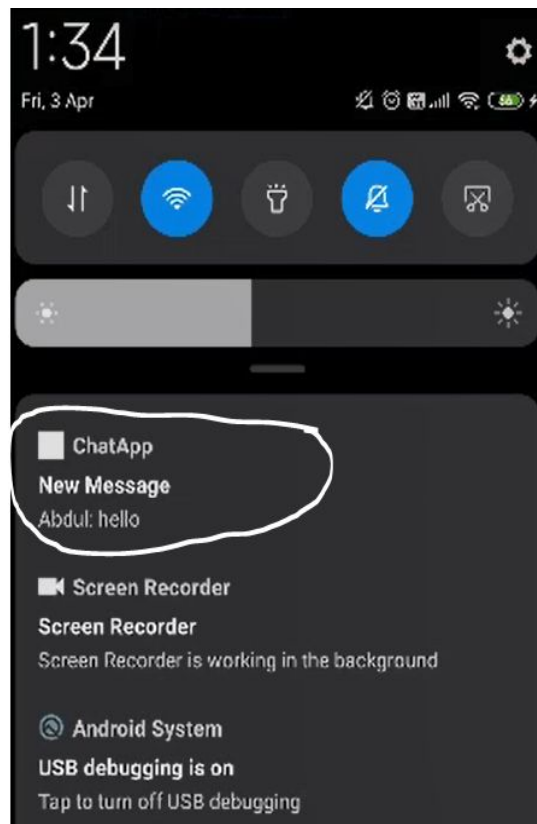 1:34
Fri, 3 Apr
66
ChatApp
New Message
Abdul: hello
Screen Recorder
Screen Recorder
Screen Recorder is working in the background
Android System
USB debugging is on
Tap to turn off USB debugging